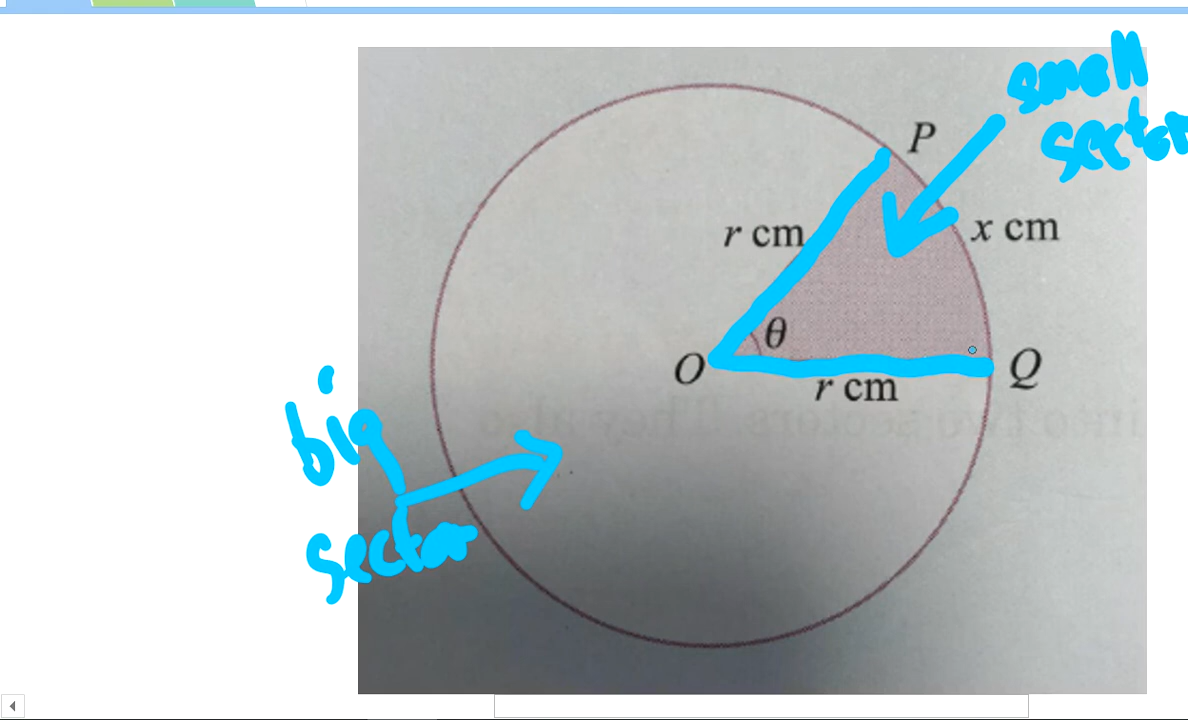 small
sector
P
x cm
r cm
θ
O
Q
r cm
big
sector